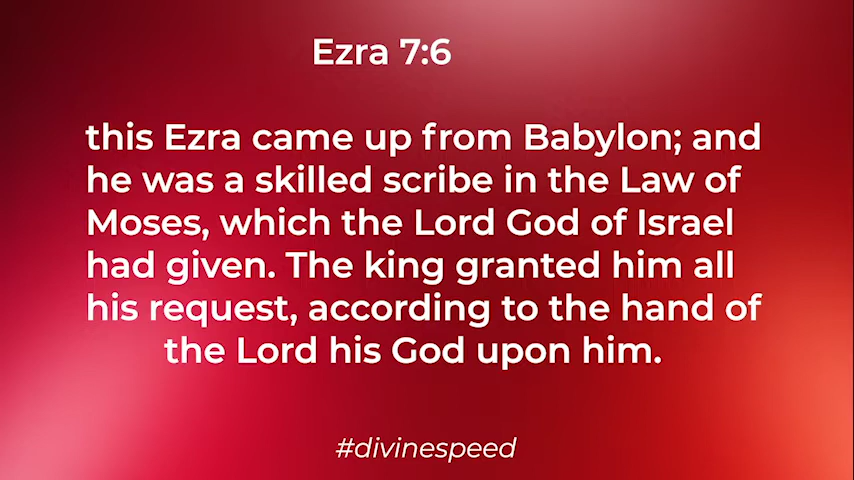 Ezra 7:6
this Ezra came up from Babylon; and
he was a skilled scribe in the Law of
Moses, which the Lord God of Israel
had given. The king granted him all
his request, according to the hand of
the Lord his God upon him.
#divinespeed